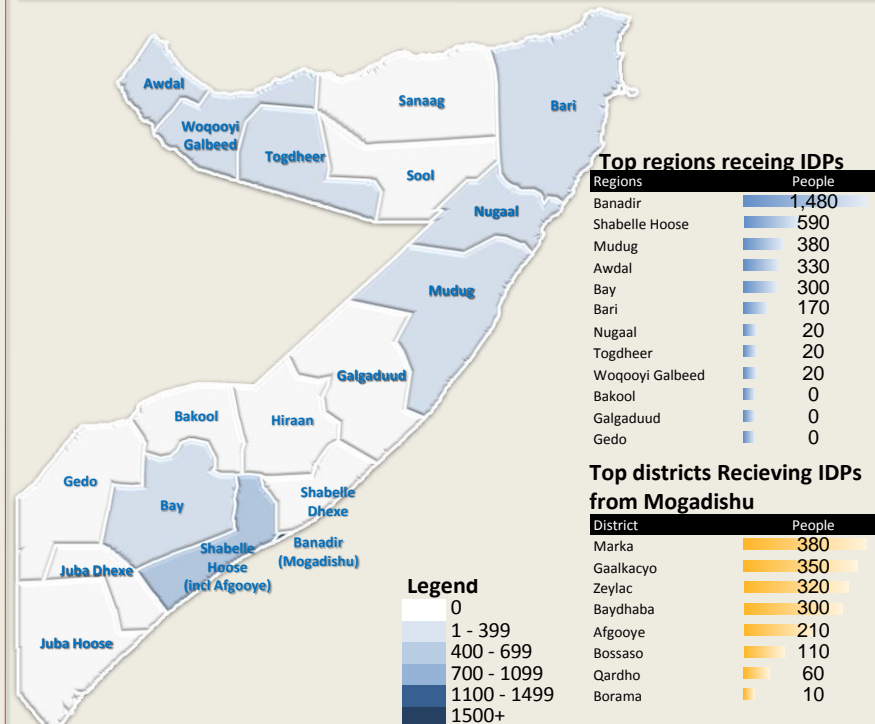 Awdal
Woqooyi
Galbeed
Togdheer
Sanaag
Sool
Bari
Nugaal
Mudug
Galgaduud
Hiraan
Bakool
Gedo
Bay
Shabelle
Dhexe
Banadir
(Mogadishu)
Shabelle
Hoose
(incl Afgooye)
Juba Dhexe
Juba Hoose
Top regions receing IDPs
Regions People
Banadir 1,480
Shabelle Hoose 590
Mudug 380
Awdal 330
Bay 300
Bari 170
Nugaal 20
Togdheer 20
Woqooyi Galbeed 20
Bakool 0
Galgaduud 0
Gedo 0
Top districts Recieving IDPs
from Mogadishu
District People
Marka 380
Gaalkacyo 350
Zeylac 320
Baydhaba 300
Afgooye 210
Bossaso 110
Qardho 60
Borama 10
Legend
0
1 - 399
400 - 699
700 - 1099
1100 - 1499
1500+